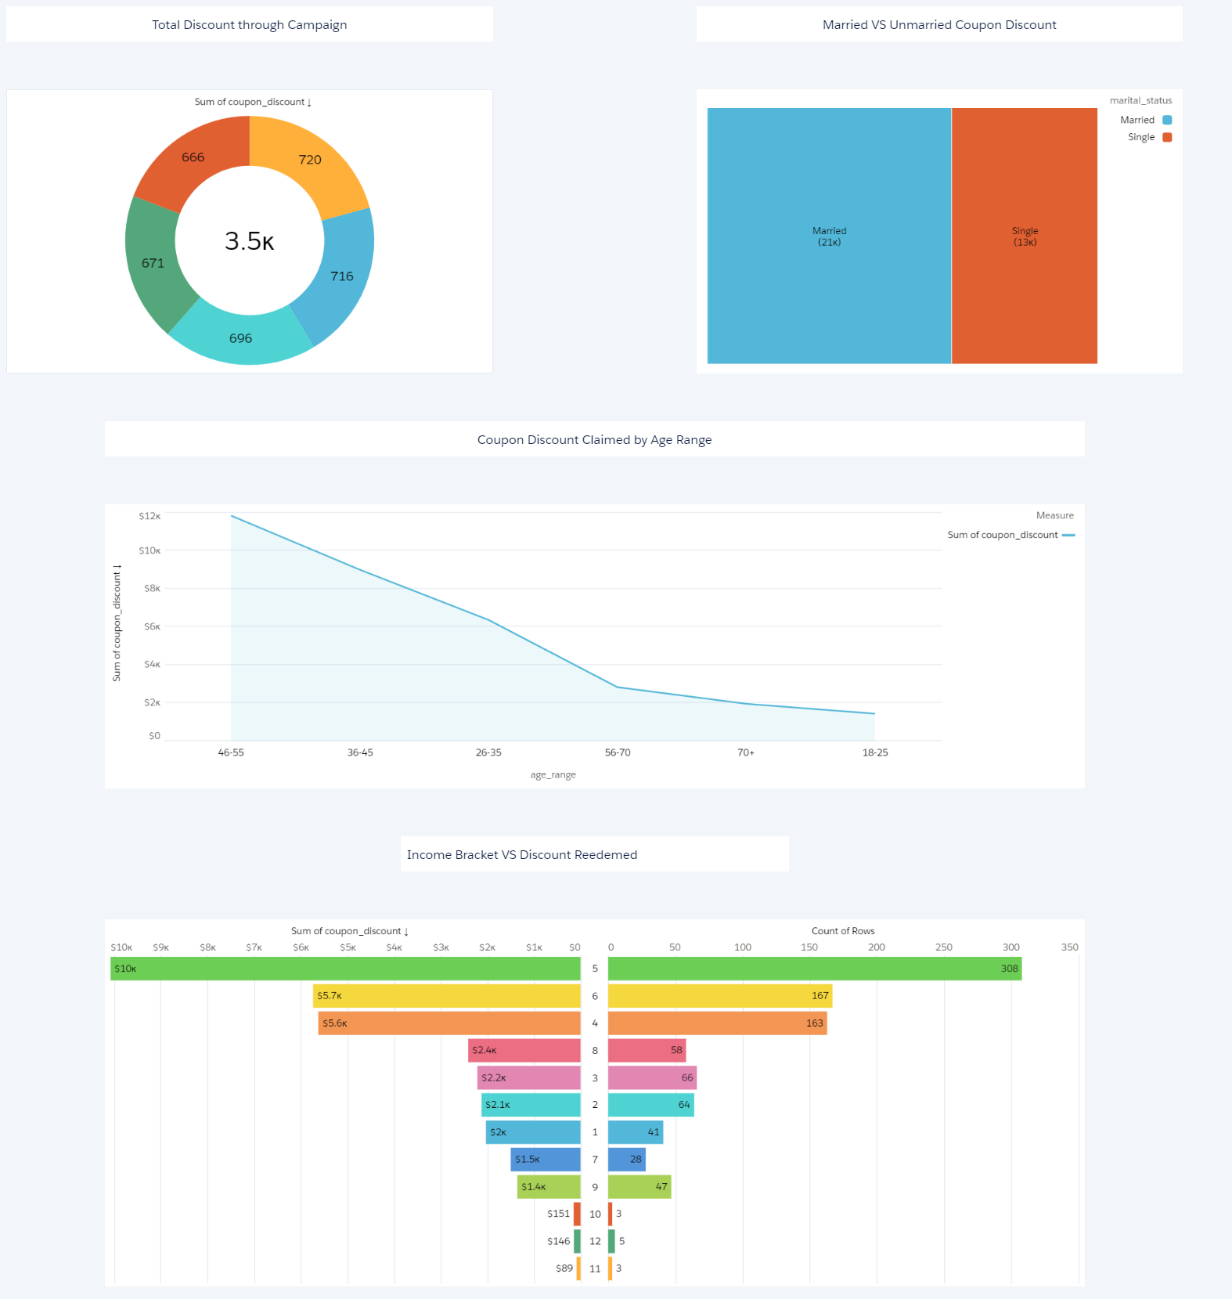 Total Discount through Campaign
Married VS Unmarried Coupon Discount
Sum of coupon_discount ↓
720
716
696
671
666
3.5K
marital_status
Married
Single
Married
(21K)
Single
(13K)
Coupon Discount Claimed by Age Range
Measure
Sum of coupon_discount
Sum of coupon_discount ↓
$12K
$10K
$8K
$6K
$4K
$2K
$0
46-55 36-45 26-35 56-70 70+ 18-25
age_range
Income Bracket VS Discount Reedemed
Sum of coupon_discount ↓ Count of Rows
$10K $9K $8K $7K $6K $5K $4K $3K $2K $1K $0 0 50 100 150 200 250 300 350
$10K 5 308
$5.7K 6 167
$5.6K 4 163
$2.4K 8 58
$2.2K 3 66
$2.1K 2 64
$2K 1 41
$1.5K 7 28
$1.4K 9 47
$151 10 3
$146 12 5
$89 11 3